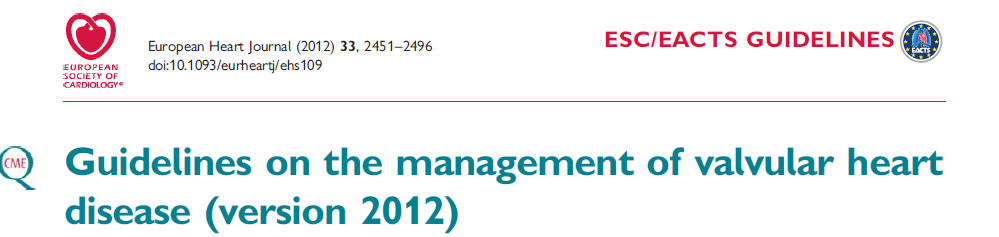 EUROPEAN
SOCIETY OF
CARDIOLOGY®
European Heart Journal (2012) 33, 2451–2496
doi:10.1093/eurheartj/ehs109
ESC/EACTS GUIDELINES
EACTS
CME
Guidelines on the management of valvular heart
disease (version 2012)